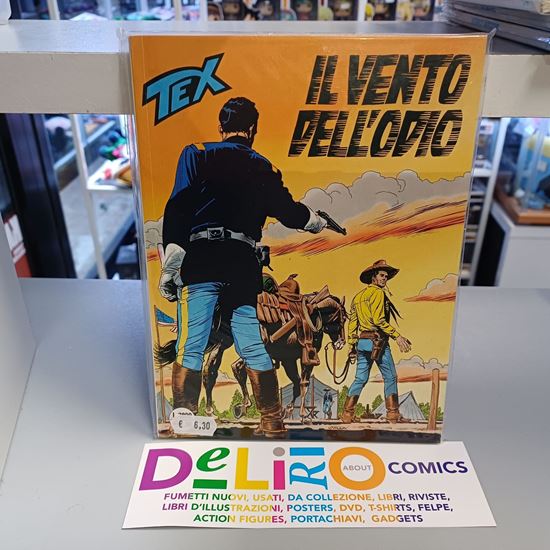 TEX
IL VENTO
DELL'ODIO
€ 6,30
DeLiRiO ABOUT COMICS
FUMETTI NUOVI, USATI, DA COLLEZIONE, LIBRI, RIVISTE,
LIBRI D'ILLUSTRAZIONI, POSTERS, DVD, T-SHIRTS, FELPE,
ACTION FIGURES, PORTACHIAVI, GADGETS